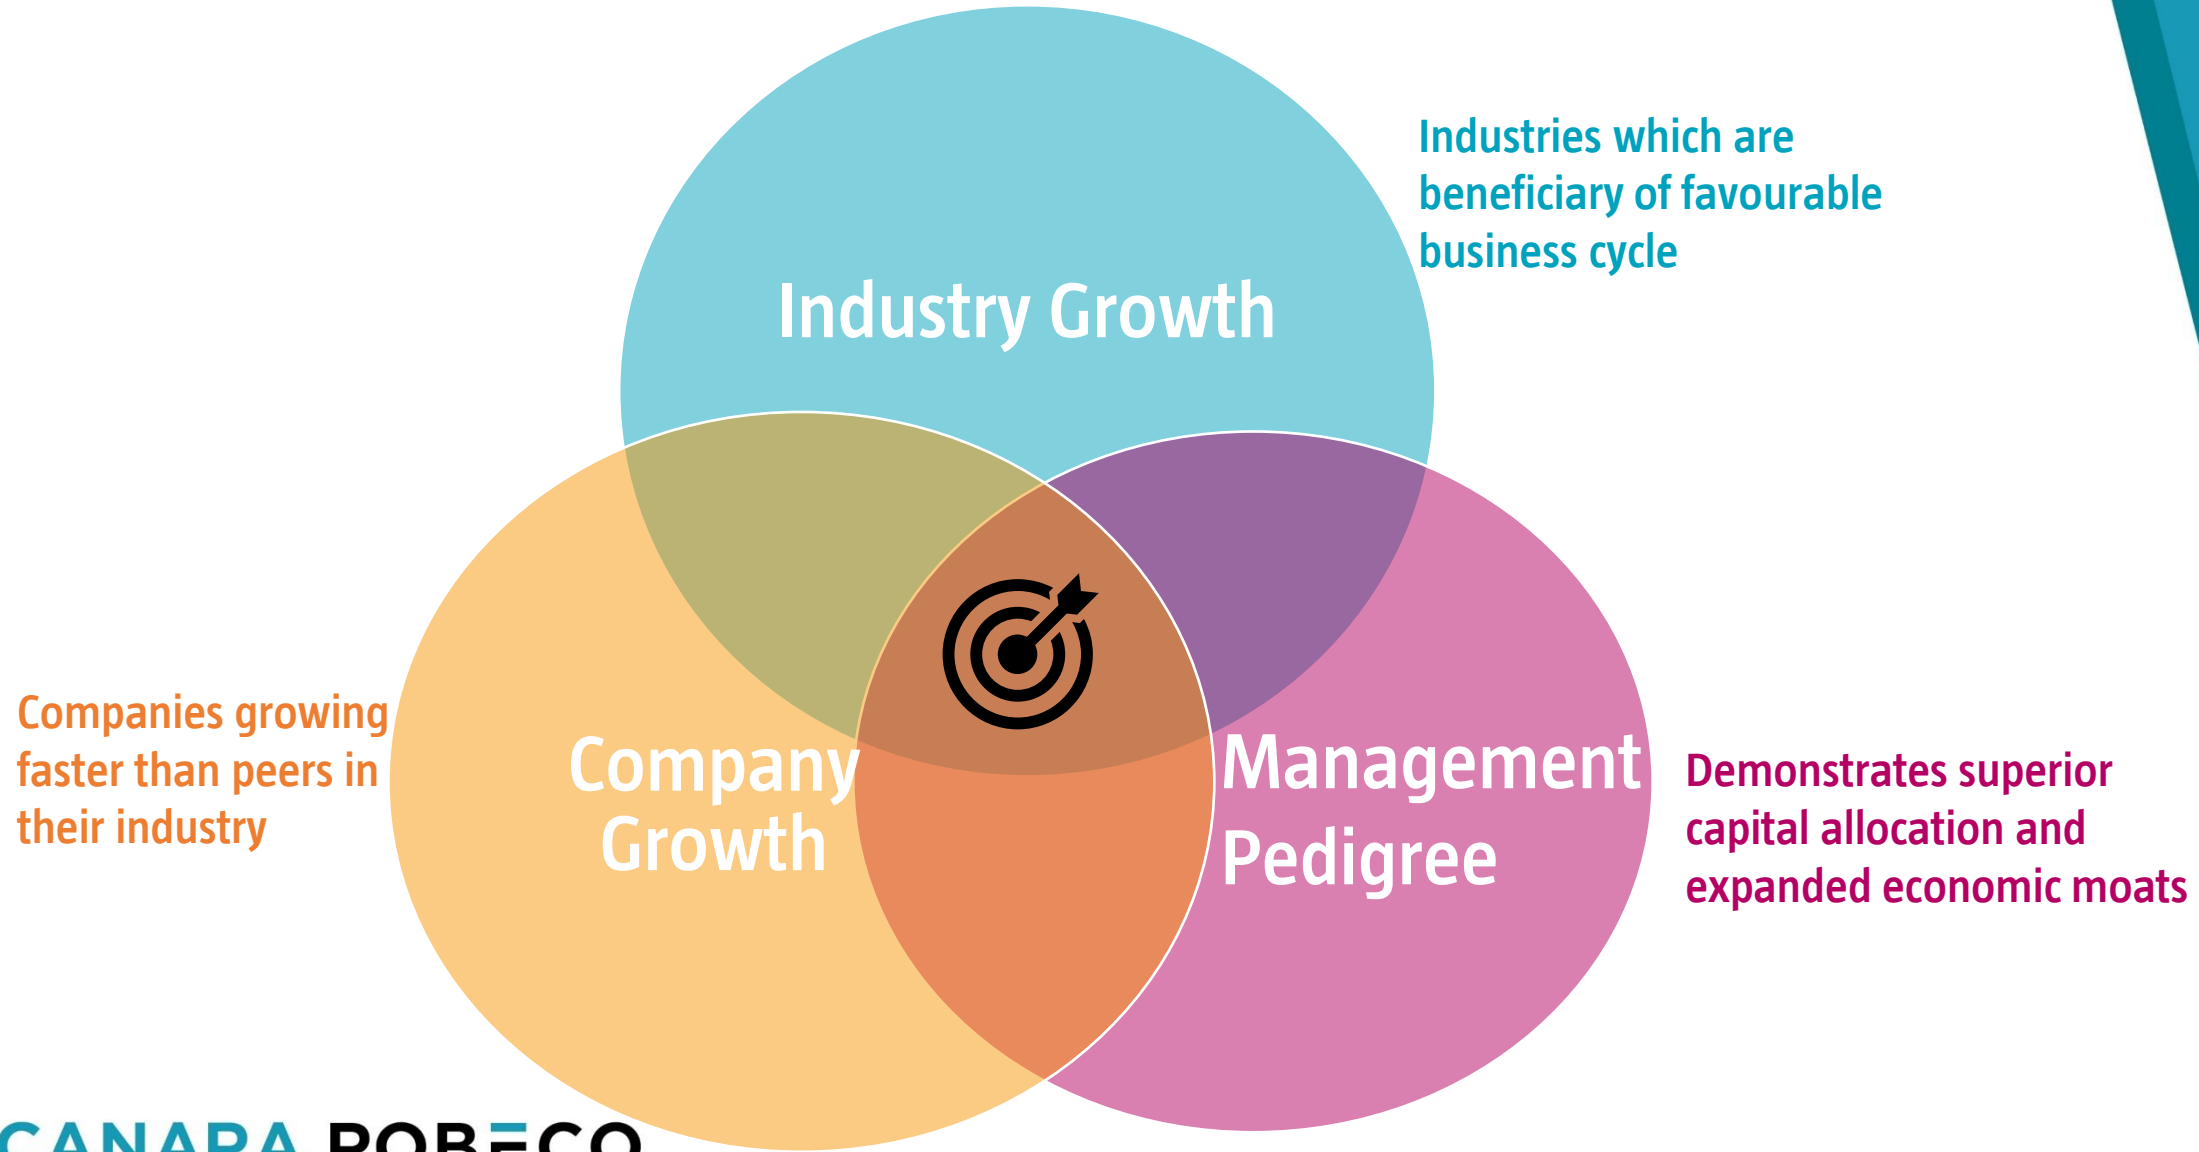 Industries which are
beneficiary of favourable
business cycle
Industry Growth
Companies growing
faster than peers in
their industry
Company
Growth
Management
Pedigree
Demonstrates superior
capital allocation and
expanded economic moats
CANARA ROBECO